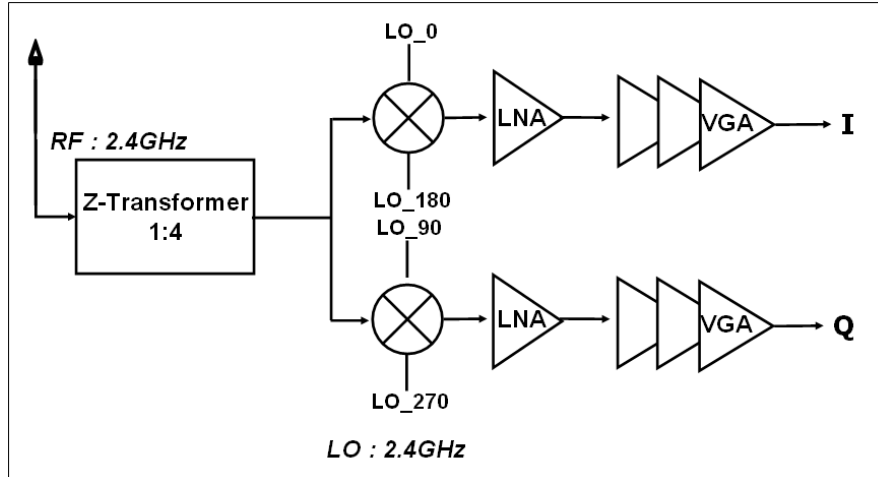 LO_0
RF : 2.4GHz
Z-Transformer
1:4
LNA
VGA
I
LO_180
LO_90
LNA
VGA
Q
LO_270
LO : 2.4GHz